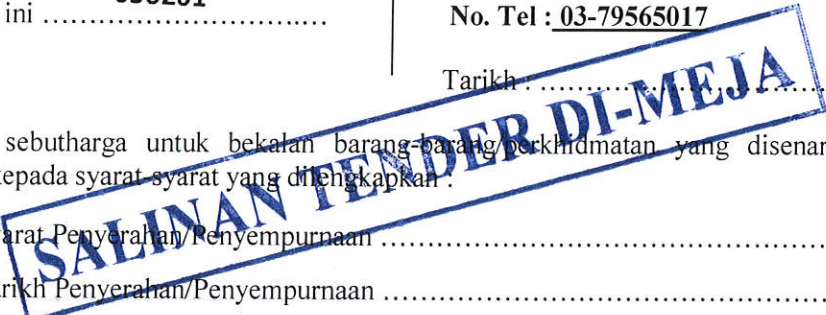 ini ..............................
No. Tel : 03-79565017
Tarikh : ..............................
sebutharga untuk bekalan barang-barang/perkhidmatan yang disenar
kepada syarat-syarat yang dilengkapkan :
arat Penyerahan/Penyempurnaan ..............................
arikh Penyerahan/Penyempurnaan ..............................
SALINAN TENDER DI-MEJA